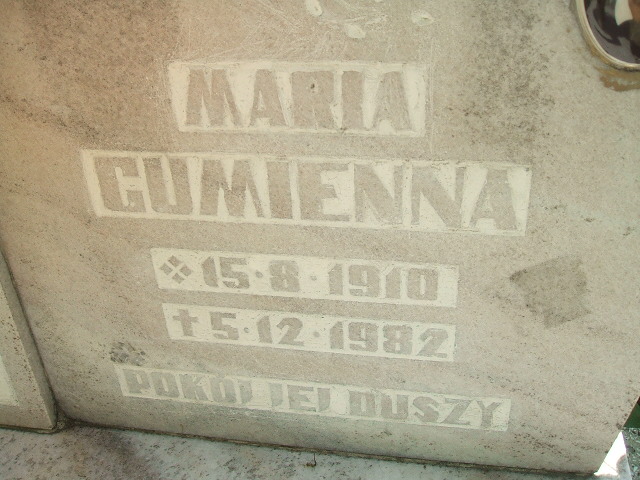 MARIA
GUMIENNA
15·8·1910
†5·12·1982
POKÓJ JEJ DUSZY